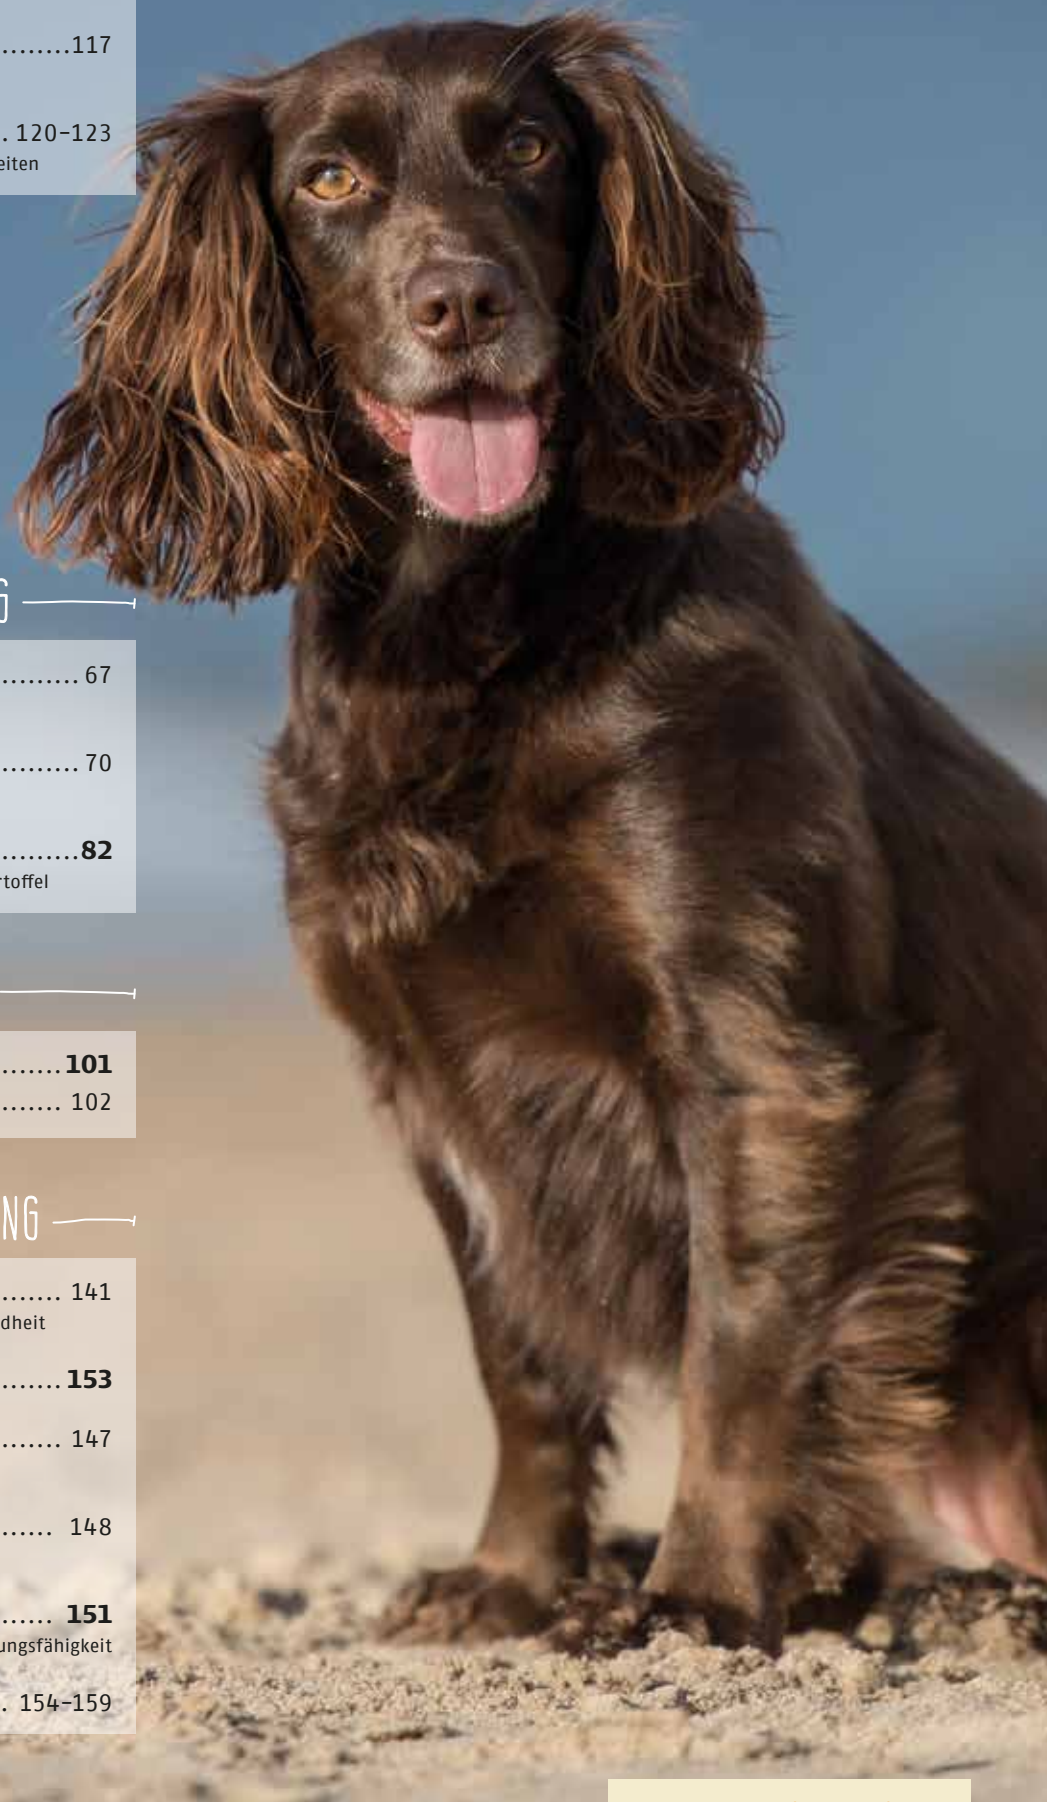 .........117
. 120–123
eiten
G
......... 67
......... 70
.........82
rtoffel
.......101
....... 102
NG
....... 141
dheit
.......153
....... 147
...... 148
...... 151
ungsfähigkeit
. 154–159